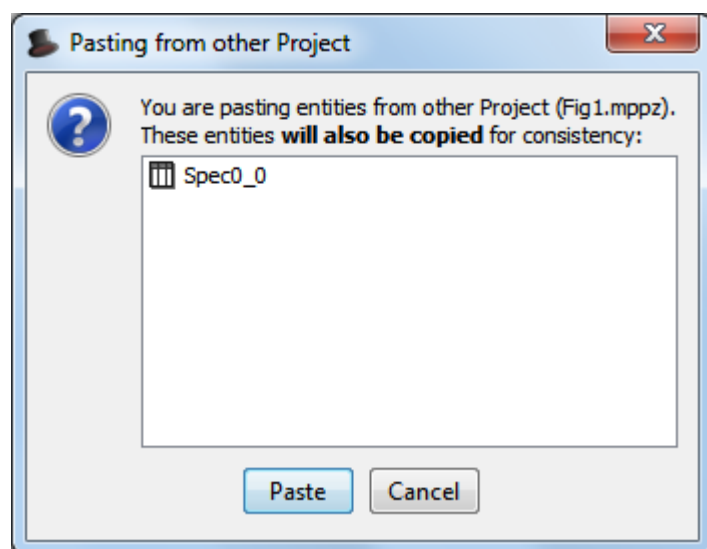 Pasting from other Project
You are pasting entities from other Project (Fig1.mppz).
These entities will also be copied for consistency:
Spec0_0
Paste
Cancel